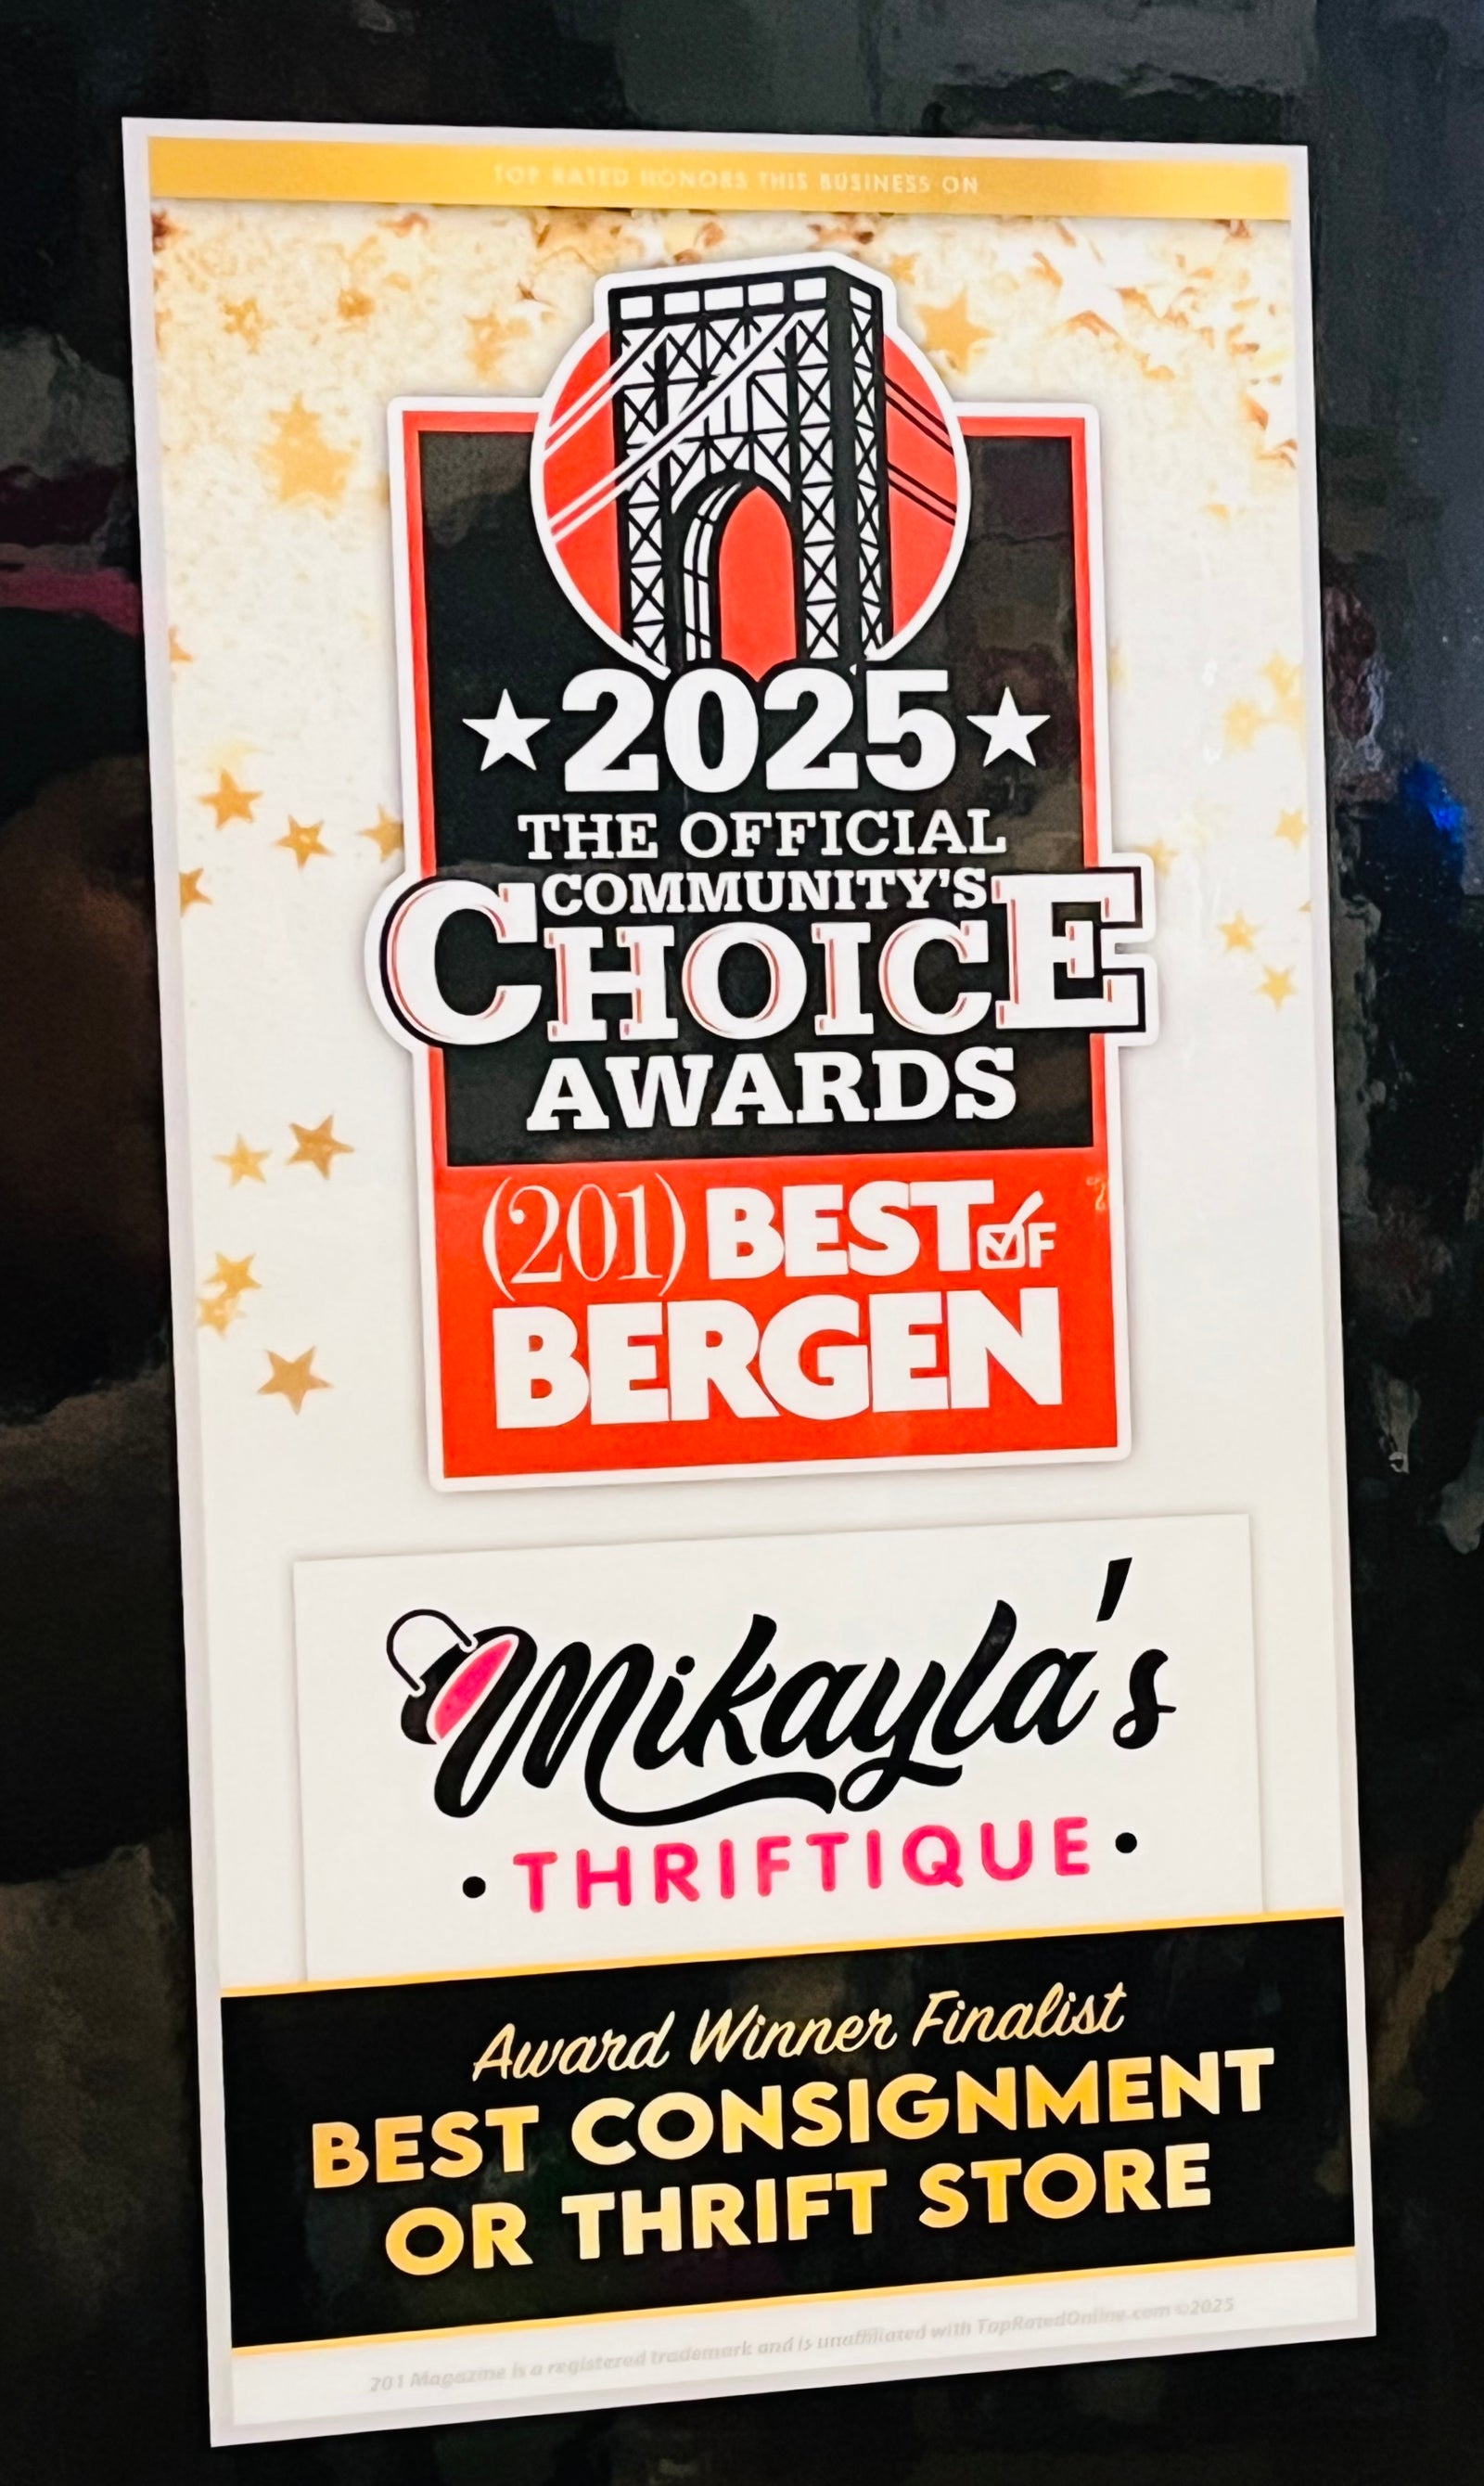 TOP RATED HONORS THIS BUSINESS ON
2025
THE OFFICIAL
COMMUNITY'S
CHOICE
AWARDS
(201) BEST OF
BERGEN
Mikayla's
THRIFTIQUE
Award Winner Finalist
BEST CONSIGNMENT
OR THRIFT STORE
201 Magazine is a registered trademark and is unaffiliated with TopRatedOnline.com ©2025